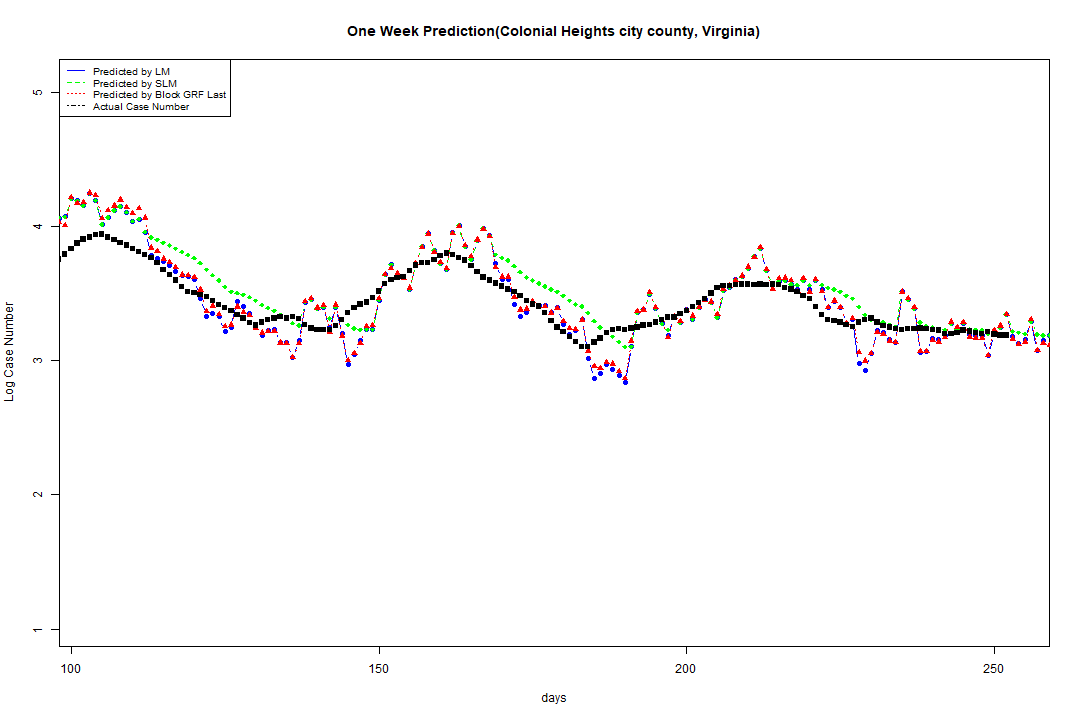 One Week Prediction(Colonial Heights city county, Virginia)
Predicted by LM
Predicted by SLM
Predicted by Block GRF Last
Actual Case Number
5
4
3
2
1
Log Case Number
100 150 200 250
days